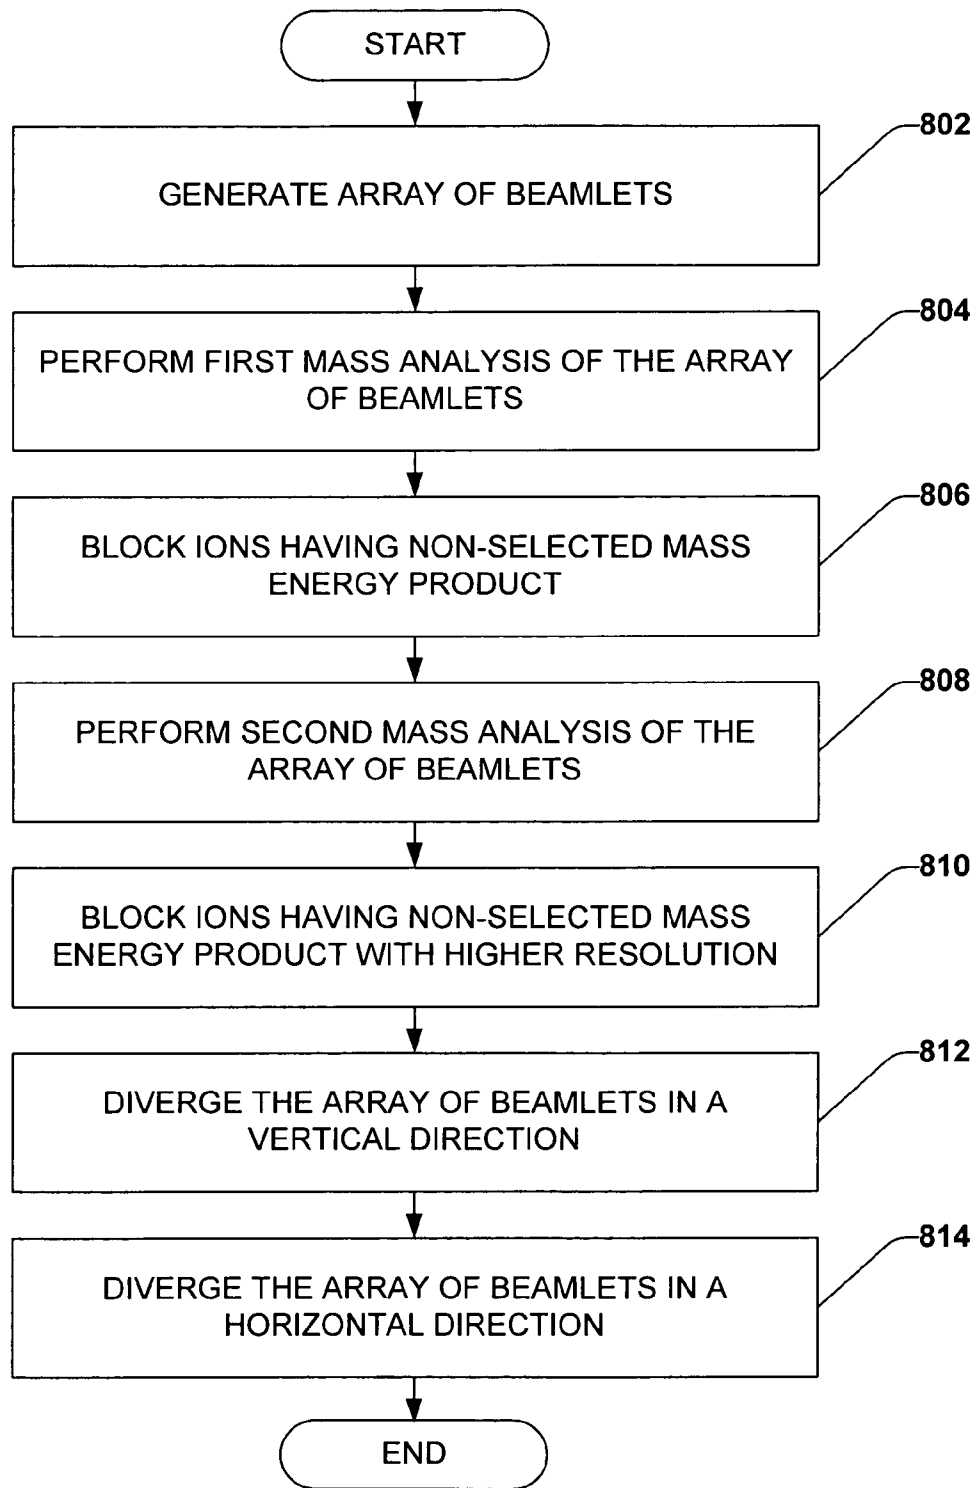 START
802
GENERATE ARRAY OF BEAMLETS
804
PERFORM FIRST MASS ANALYSIS OF THE ARRAY
OF BEAMLETS
806
BLOCK IONS HAVING NON-SELECTED MASS
ENERGY PRODUCT
808
PERFORM SECOND MASS ANALYSIS OF THE
ARRAY OF BEAMLETS
810
BLOCK IONS HAVING NON-SELECTED MASS
ENERGY PRODUCT WITH HIGHER RESOLUTION
812
DIVERGE THE ARRAY OF BEAMLETS IN A
VERTICAL DIRECTION
814
DIVERGE THE ARRAY OF BEAMLETS IN A
HORIZONTAL DIRECTION
END